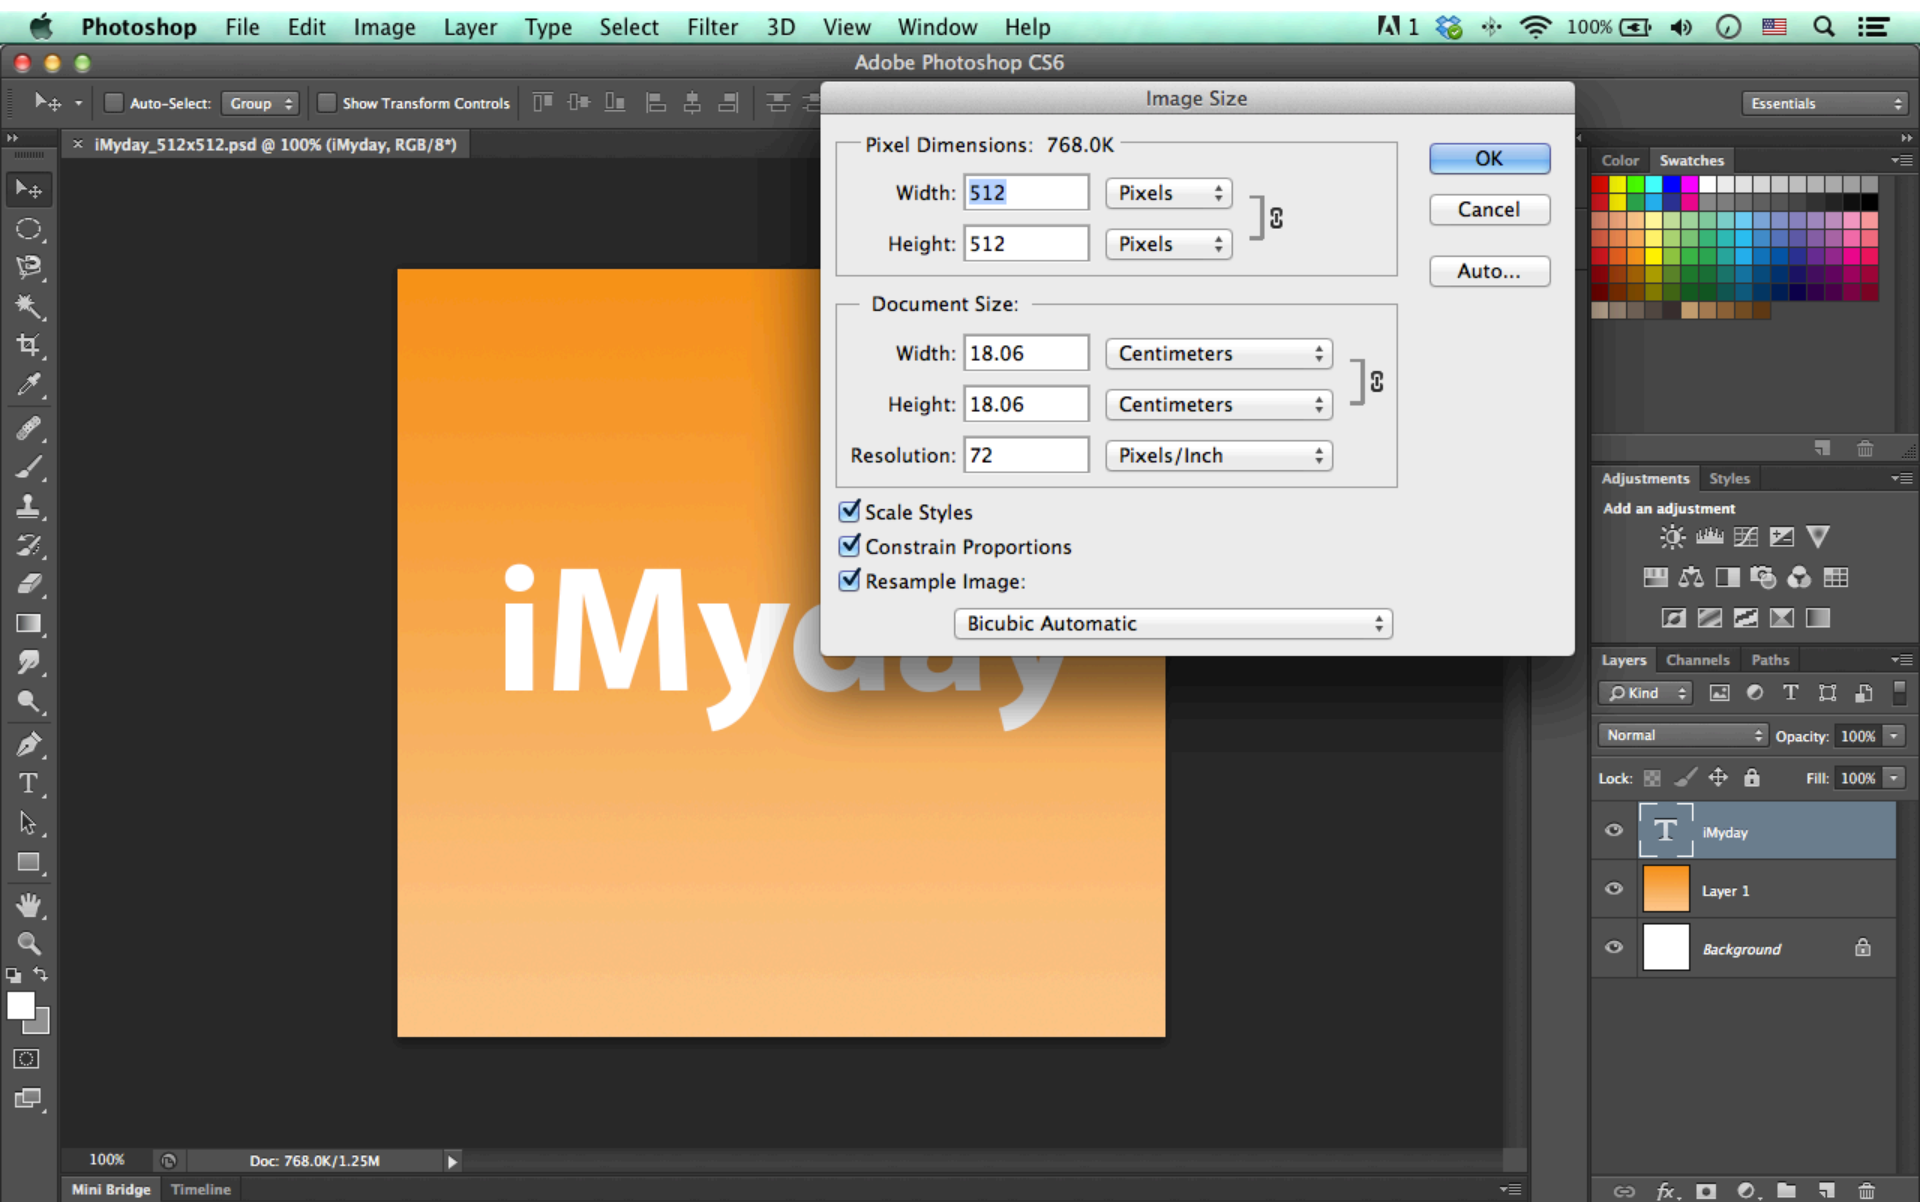 Photoshop File Edit Image Layer Type Select Filter 3D View Window Help 1 100%
Adobe Photoshop CS6
Auto-Select: Group Show Transform Controls Essentials
× iMyday_512x512.psd @ 100% (iMyday, RGB/8*)
Image Size
Pixel Dimensions: 768.0K
Width: 512 Pixels
Height: 512 Pixels
OK
Cancel
Auto...
Document Size:
Width: 18.06 Centimeters
Height: 18.06 Centimeters
Resolution: 72 Pixels/Inch
Scale Styles
Constrain Proportions
Resample Image:
Bicubic Automatic
iMyday
Color Swatches
Adjustments Styles
Add an adjustment
Layers Channels Paths
Kind T
Normal Opacity: 100%
Lock: Fill: 100%
T iMyday
Layer 1
Background
fx.
100% Doc: 768.0K/1.25M
Mini Bridge Timeline